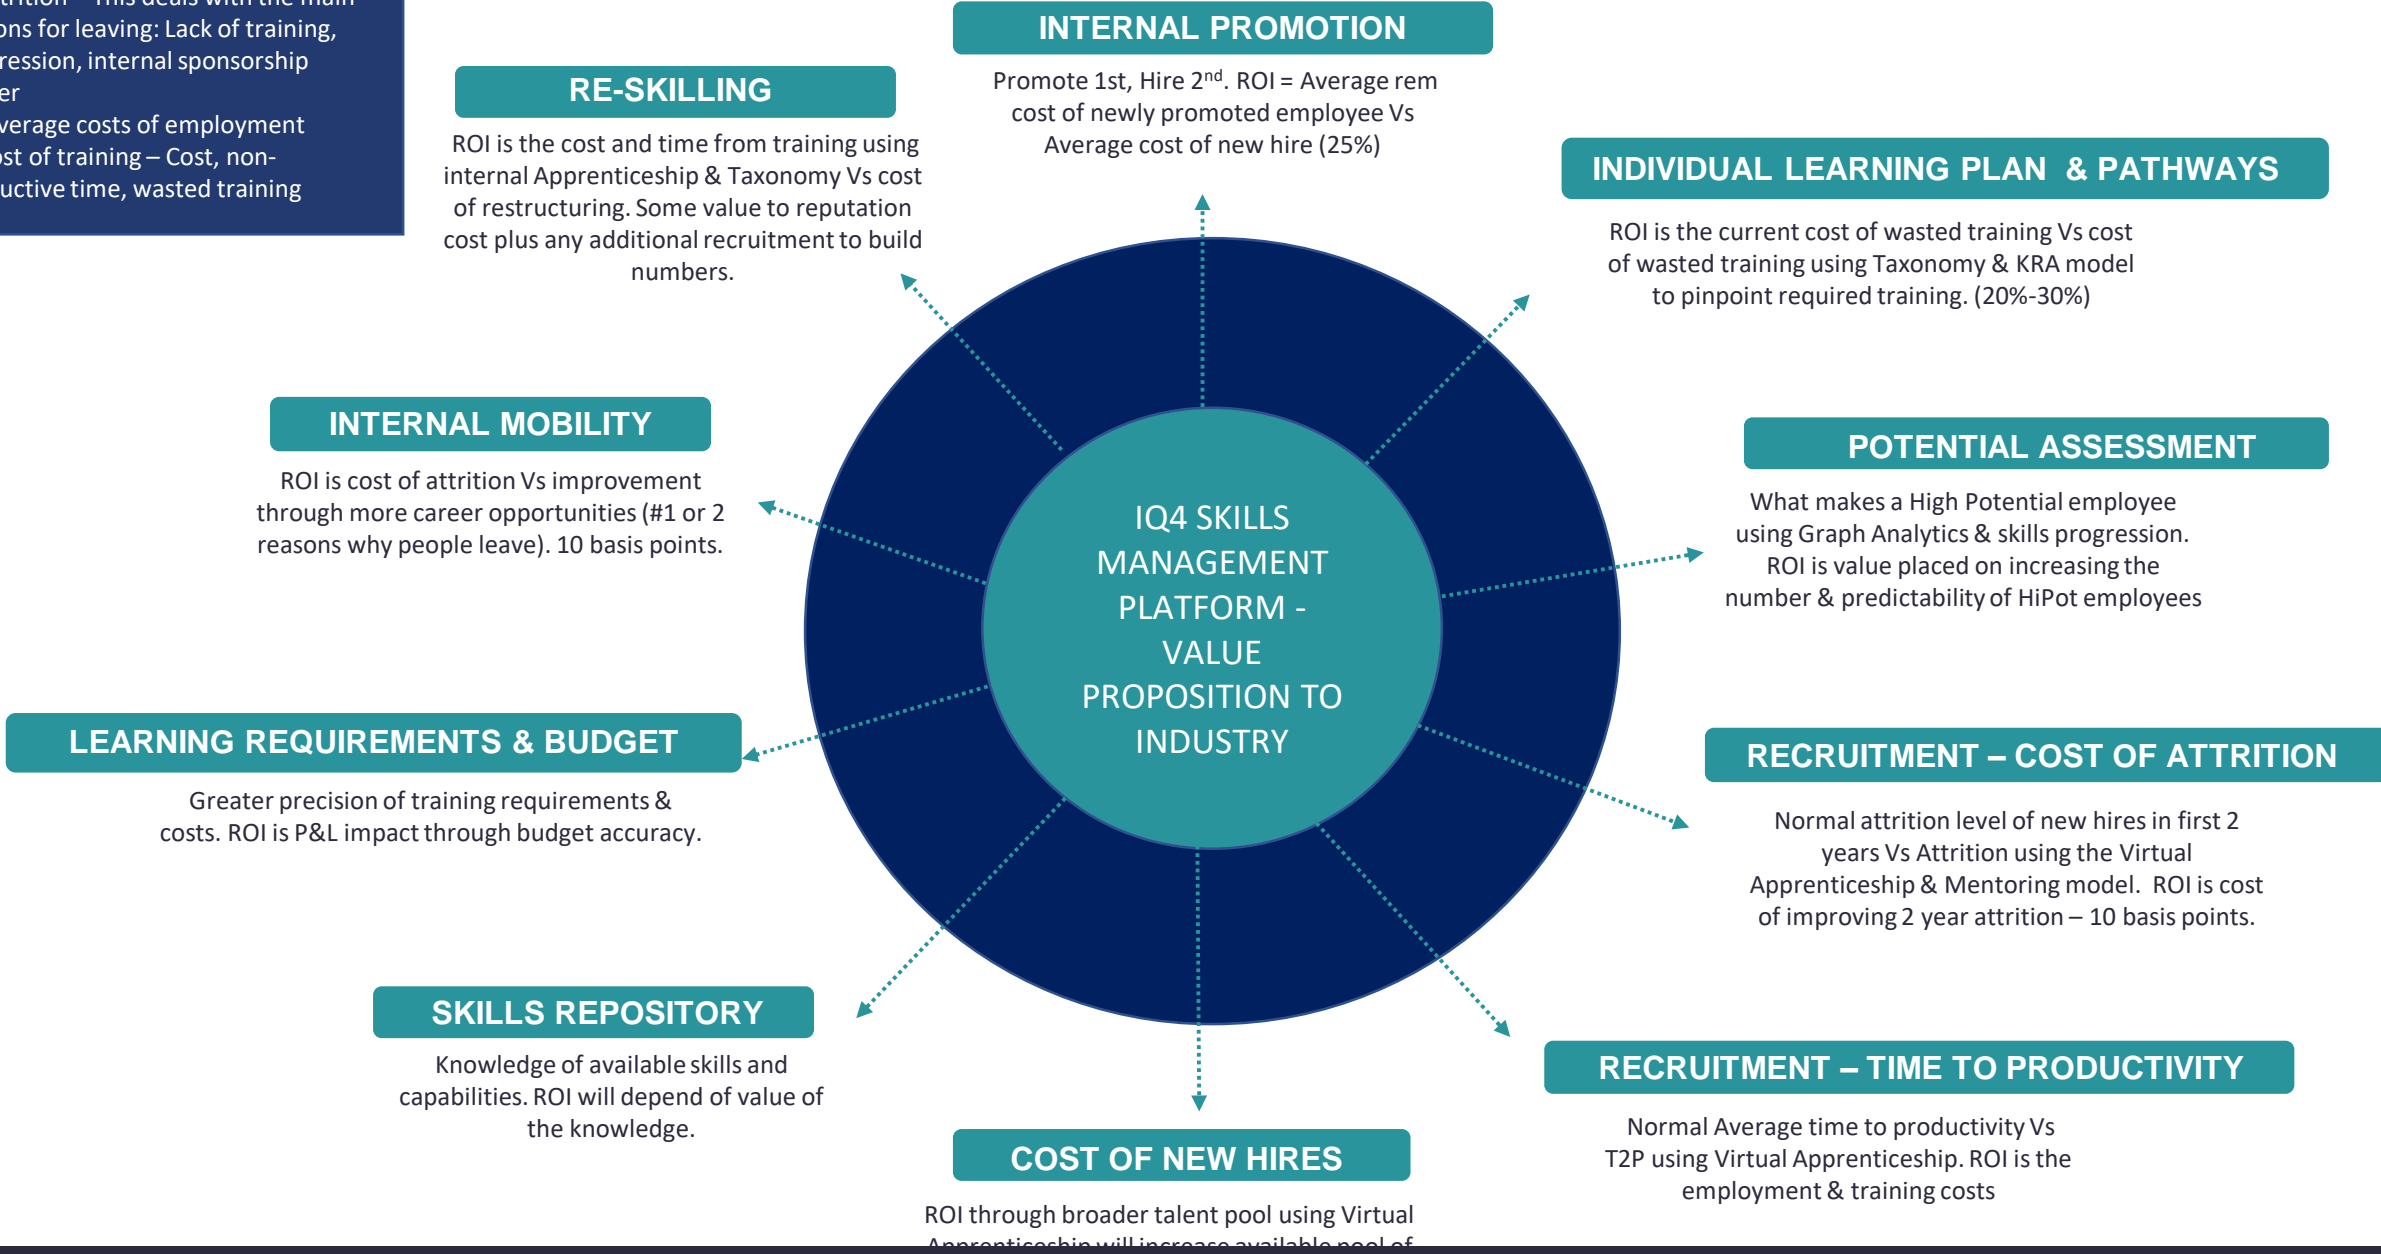 This deals with the main
for leaving: Lack of training,
internal sponsorship
costs of employment
of training – Cost, non-
time, wasted training
INTERNAL PROMOTION
Promote 1st, Hire 2nd. ROI = Average rem
cost of newly promoted employee Vs
Average cost of new hire (25%)
RE-SKILLING
ROI is the cost and time from training using
internal Apprenticeship & Taxonomy Vs cost
of restructuring. Some value to reputation
cost plus any additional recruitment to build
numbers.
INDIVIDUAL LEARNING PLAN & PATHWAYS
ROI is the current cost of wasted training Vs cost
of wasted training using Taxonomy & KRA model
to pinpoint required training. (20%-30%)
INTERNAL MOBILITY
ROI is cost of attrition Vs improvement
through more career opportunities (#1 or 2
reasons why people leave). 10 basis points.
POTENTIAL ASSESSMENT
What makes a High Potential employee
using Graph Analytics & skills progression.
ROI is value placed on increasing the
number & predictability of HiPot employees
IQ4 SKILLS
MANAGEMENT
PLATFORM -
VALUE
PROPOSITION TO
INDUSTRY
LEARNING REQUIREMENTS & BUDGET
Greater precision of training requirements &
costs. ROI is P&L impact through budget accuracy.
RECRUITMENT – COST OF ATTRITION
Normal attrition level of new hires in first 2
years Vs Attrition using the Virtual
Apprenticeship & Mentoring model. ROI is cost
of improving 2 year attrition – 10 basis points.
SKILLS REPOSITORY
Knowledge of available skills and
capabilities. ROI will depend of value of
the knowledge.
RECRUITMENT – TIME TO PRODUCTIVITY
Normal Average time to productivity Vs
T2P using Virtual Apprenticeship. ROI is the
employment & training costs
COST OF NEW HIRES
ROI through broader talent pool using Virtual
Apprenticeship will increase available pool of